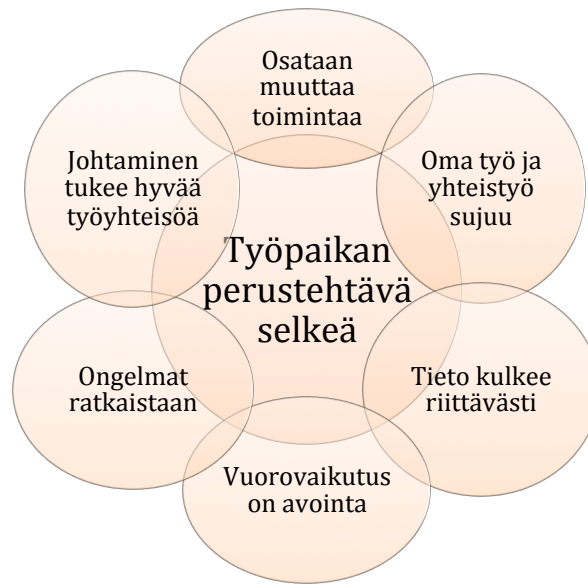 Osataan
muuttaa
toimintaa
Johtaminen
tukee hyvää
työyhteisöä
Oma työ ja
yhteistyö
sujuu
Työpaikan
perustehtävä
selkeä
Ongelmat
ratkaistaan
Tieto kulkee
riittävästi
Vuorovaikutus
on avointa